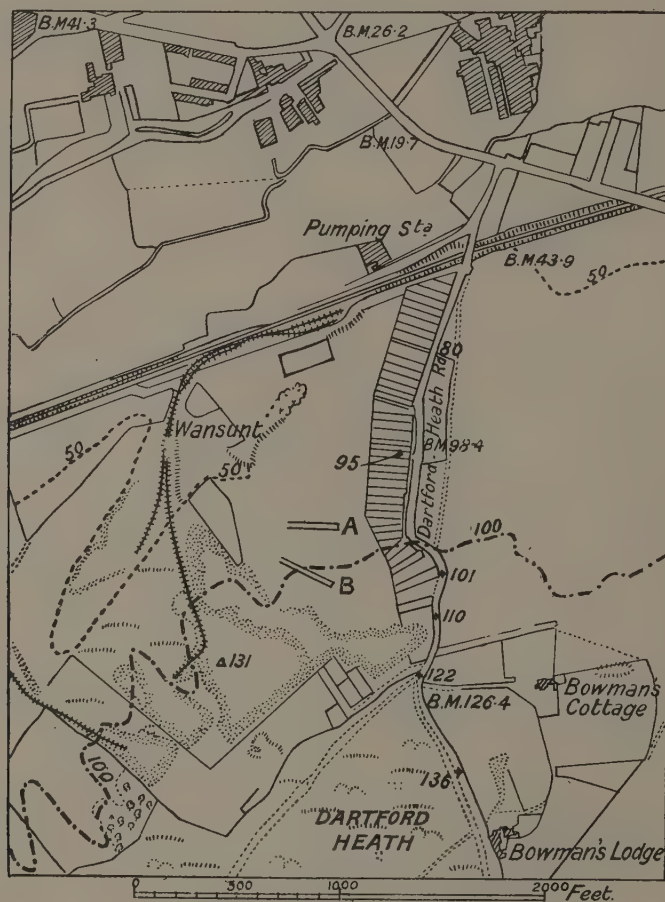 B.M.41·3
B.M.26·2
B.M.19·7
Pumping Sta
B.M.43·9
50
80
Dartford Heath Rd
Wansunt
50
50
95
B.M.98·4
A
100
B
101
110
131
122
B.M.126·4
Bowman's
Cottage
100
136
DARTFORD
HEATH
Bowman's Lodge
0 500 1000 2000 Feet.